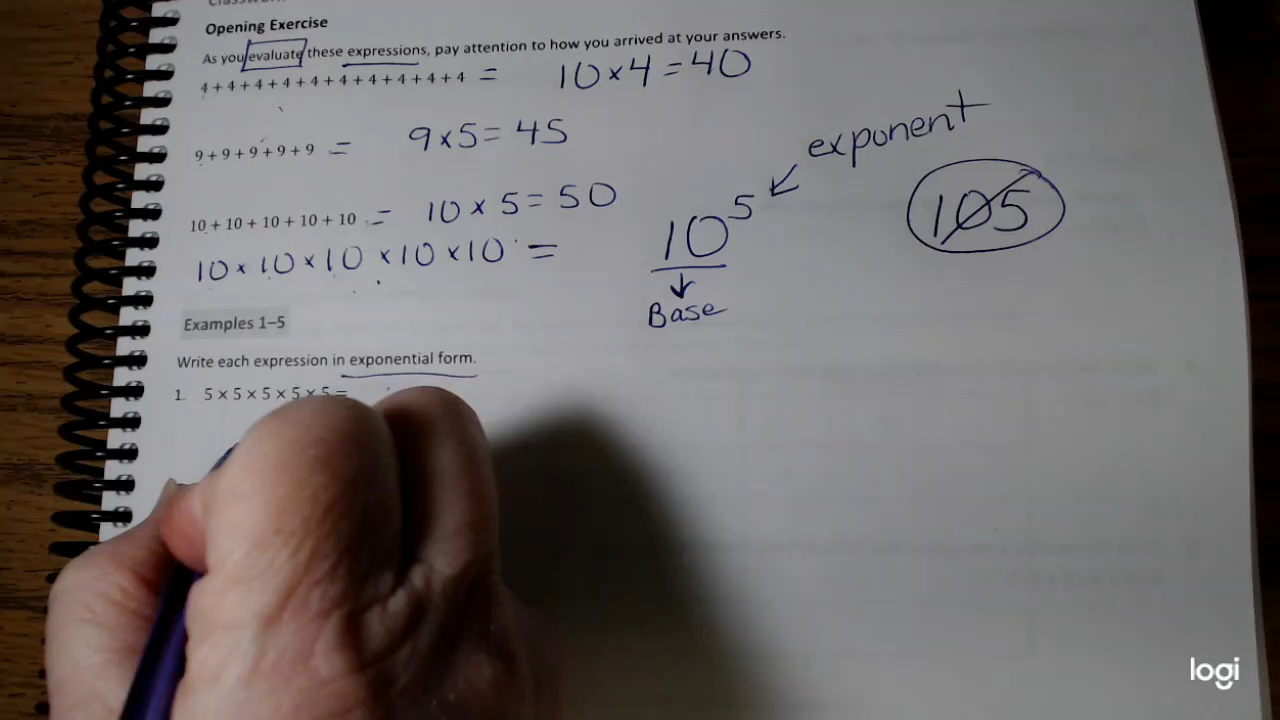 Opening Exercise
As you evaluate these expressions, pay attention to how you arrived at your answers.
4 + 4 + 4 + 4 + 4 + 4 + 4 + 4 + 4 + 4 = 10 × 4 = 40
9 + 9 + 9 + 9 + 9 = 9 × 5 = 45
exponent
10 + 10 + 10 + 10 + 10 = 10 × 5 = 50
10⁵
105
10 × 10 × 10 × 10 × 10 =
Base
Examples 1–5
Write each expression in exponential form.
1. 5 × 5 × 5 × 5 × 5 =
logi